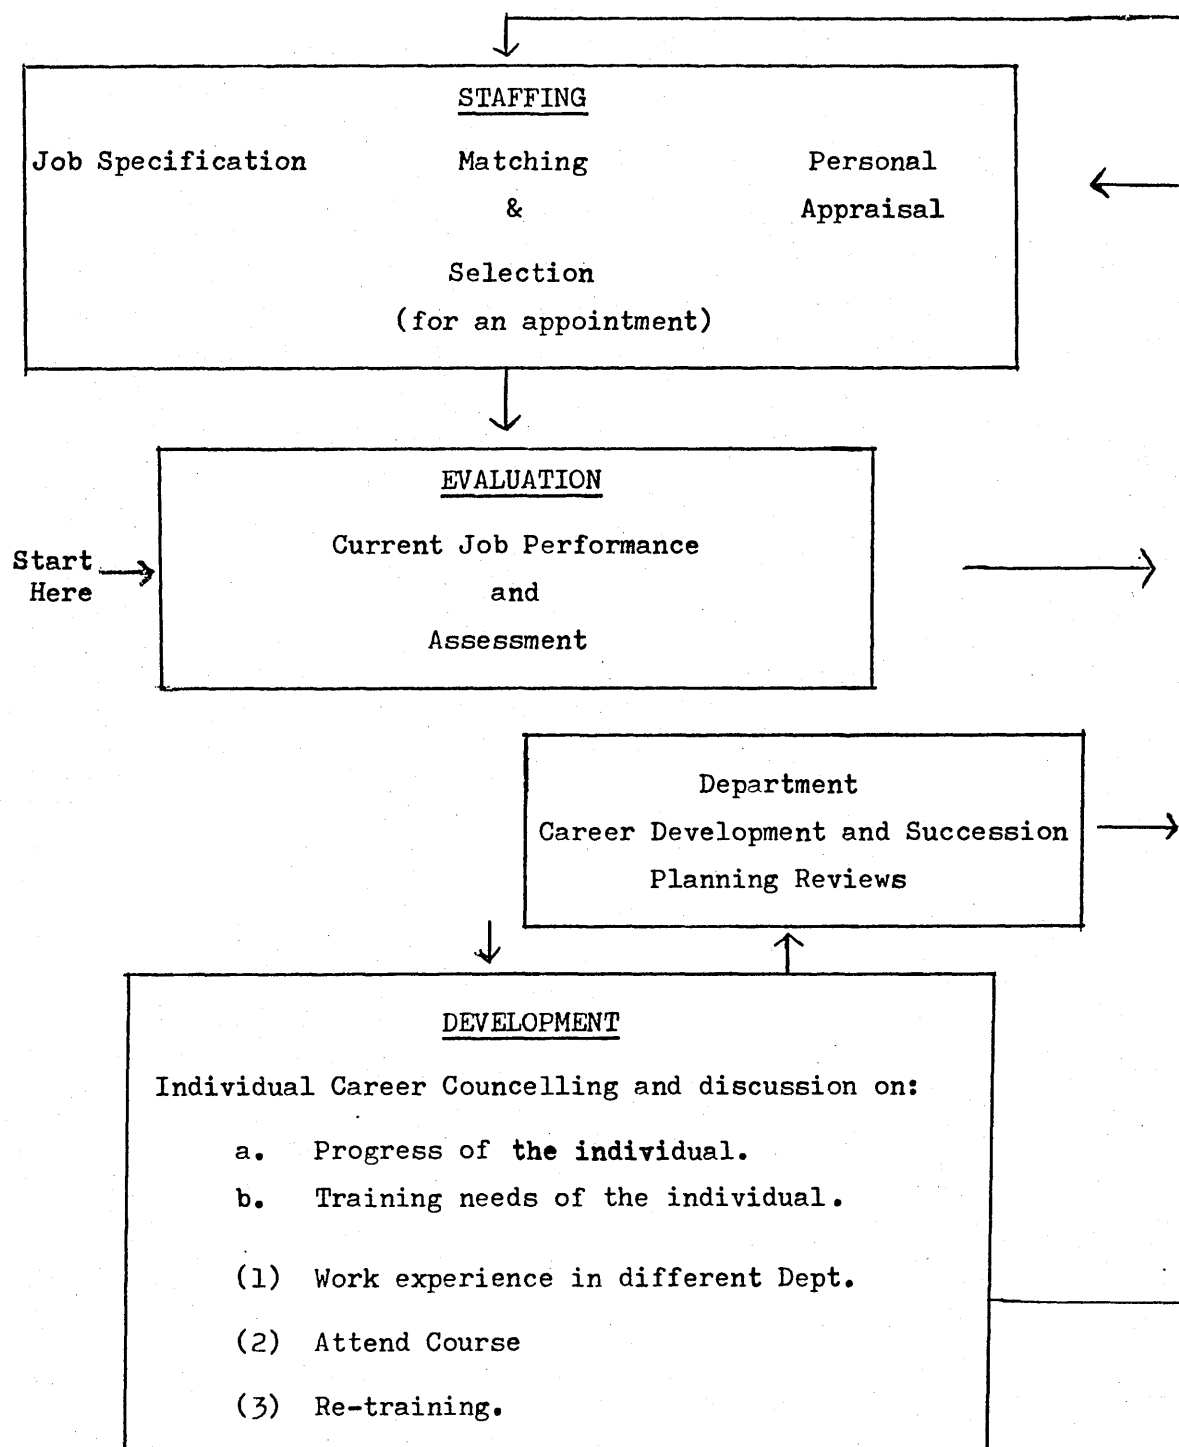 STAFFING
Job Specification Matching Personal
& Appraisal
Selection
(for an appointment)
EVALUATION
Current Job Performance
and
Assessment
Start
Here
Department
Career Development and Succession
Planning Reviews
DEVELOPMENT
Individual Career Councelling and discussion on:
a. Progress of the individual.
b. Training needs of the individual.
(1) Work experience in different Dept.
(2) Attend Course
(3) Re-training.